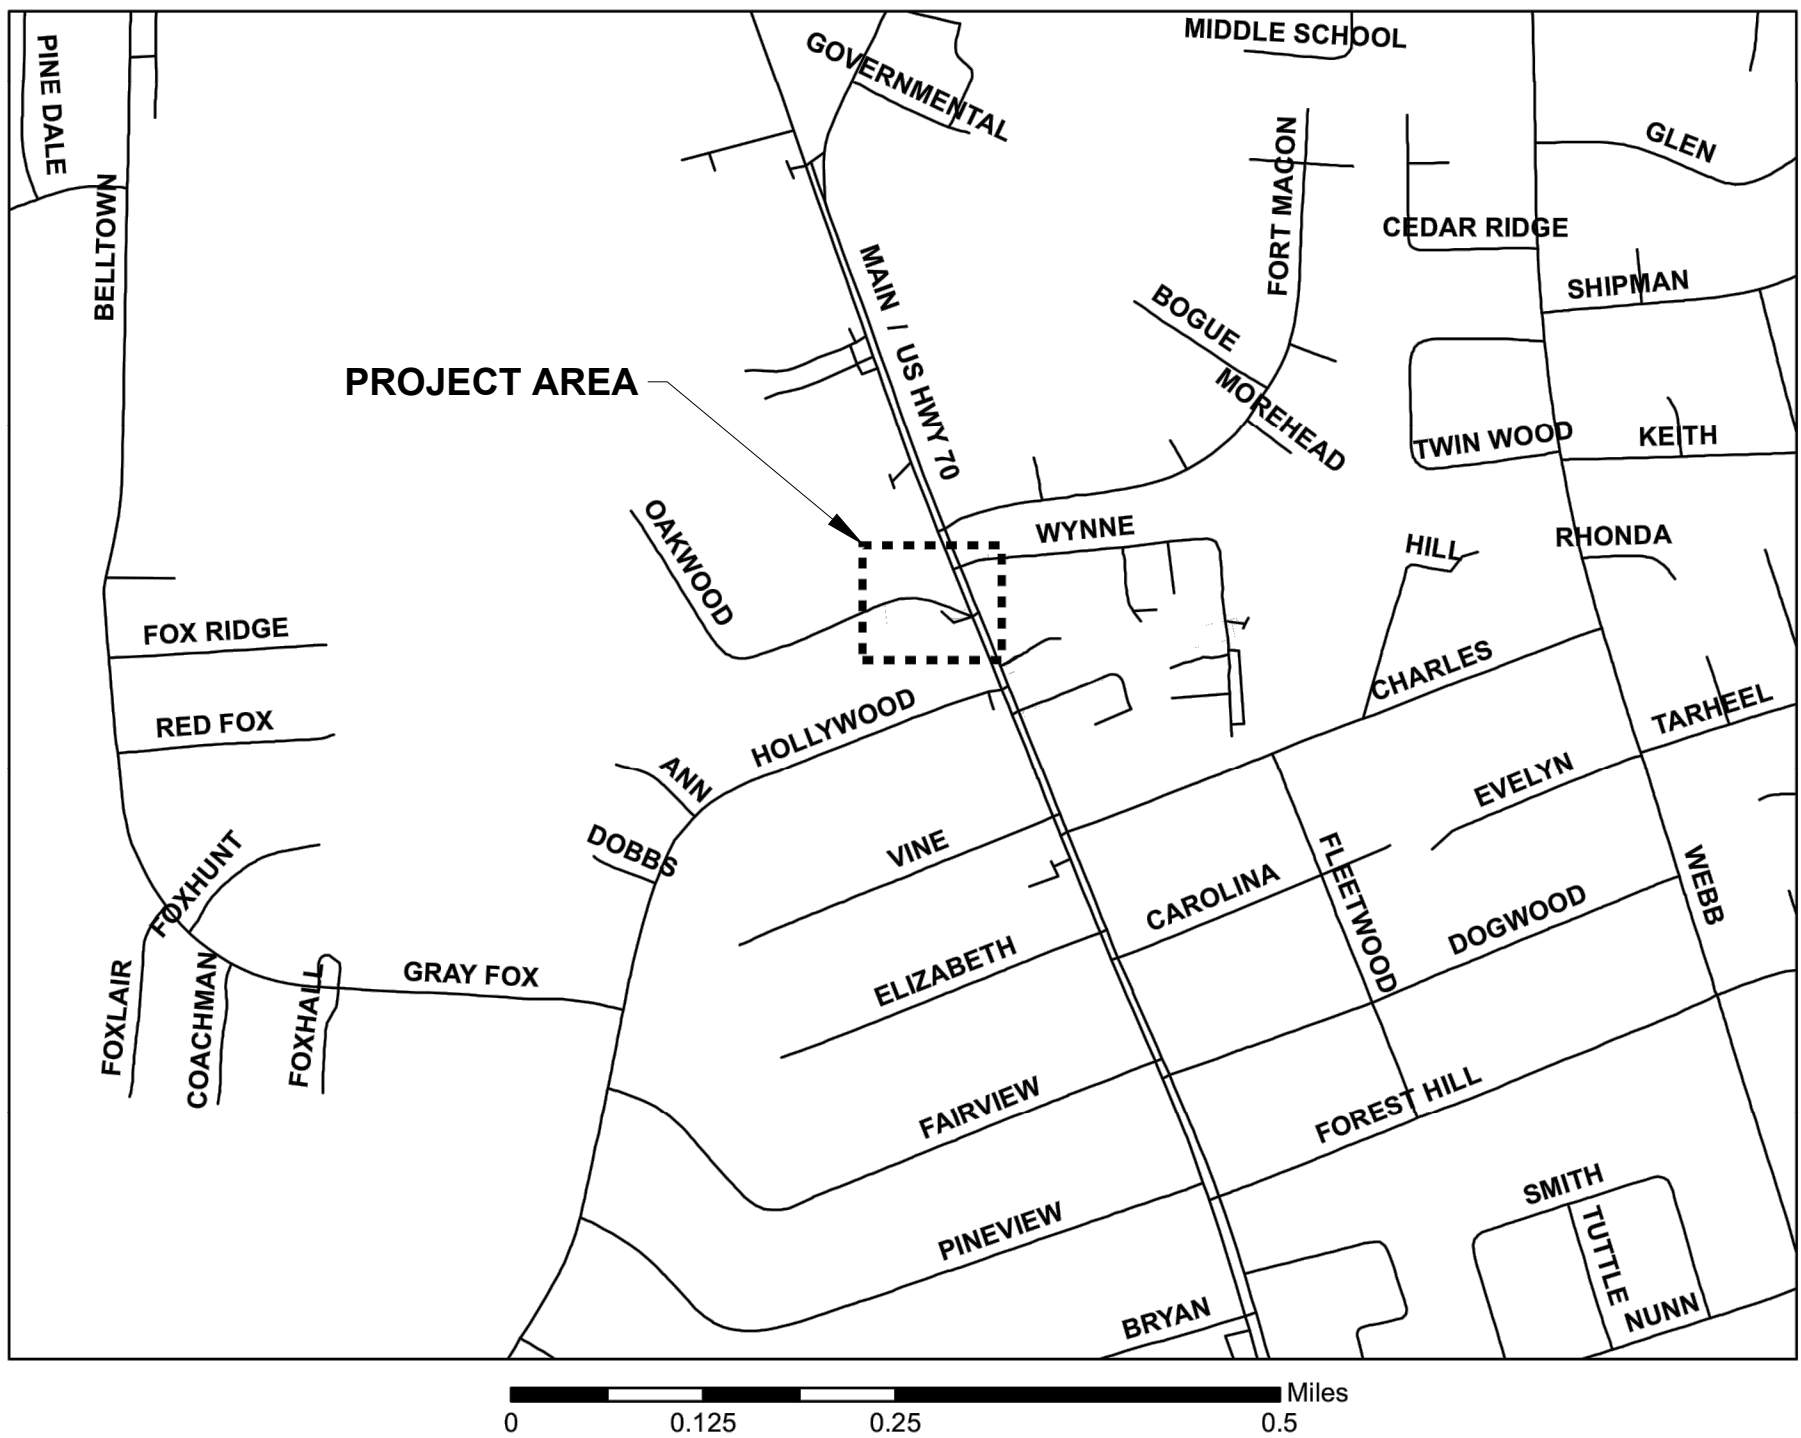 MIDDLE SCHOOL
PINE DALE
GOVERNMENTAL
GLEN
FORT MACON
BELLTOWN
CEDAR RIDGE
SHIPMAN
MAIN / US HWY 70
BOGUE
PROJECT AREA
MOREHEAD
TWIN WOOD
KEITH
OAKWOOD
WYNNE
HILL
RHONDA
FOX RIDGE
CHARLES
RED FOX
HOLLYWOOD
TARHEEL
ANN
EVELYN
DOBBS
FOXHUNT
VINE
FLEETWOOD
CAROLINA
WEBB
DOGWOOD
ELIZABETH
GRAY FOX
FOXLAIR
COACHMAN
FOXHALL
FAIRVIEW
FOREST HILL
PINEVIEW
SMITH
TUTTLE
BRYAN
NUNN
Miles
0 0.125 0.25 0.5